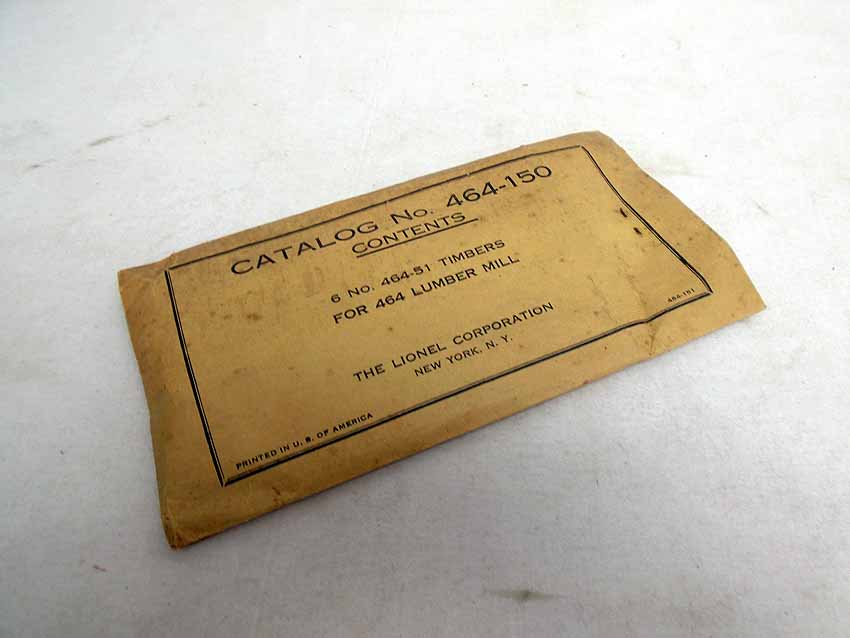 CATALOG No. 464-150
CONTENTS
6 No. 464-51 TIMBERS
FOR 464 LUMBER MILL
THE LIONEL CORPORATION
NEW YORK, N. Y.
464-151
PRINTED IN U. S. OF AMERICA